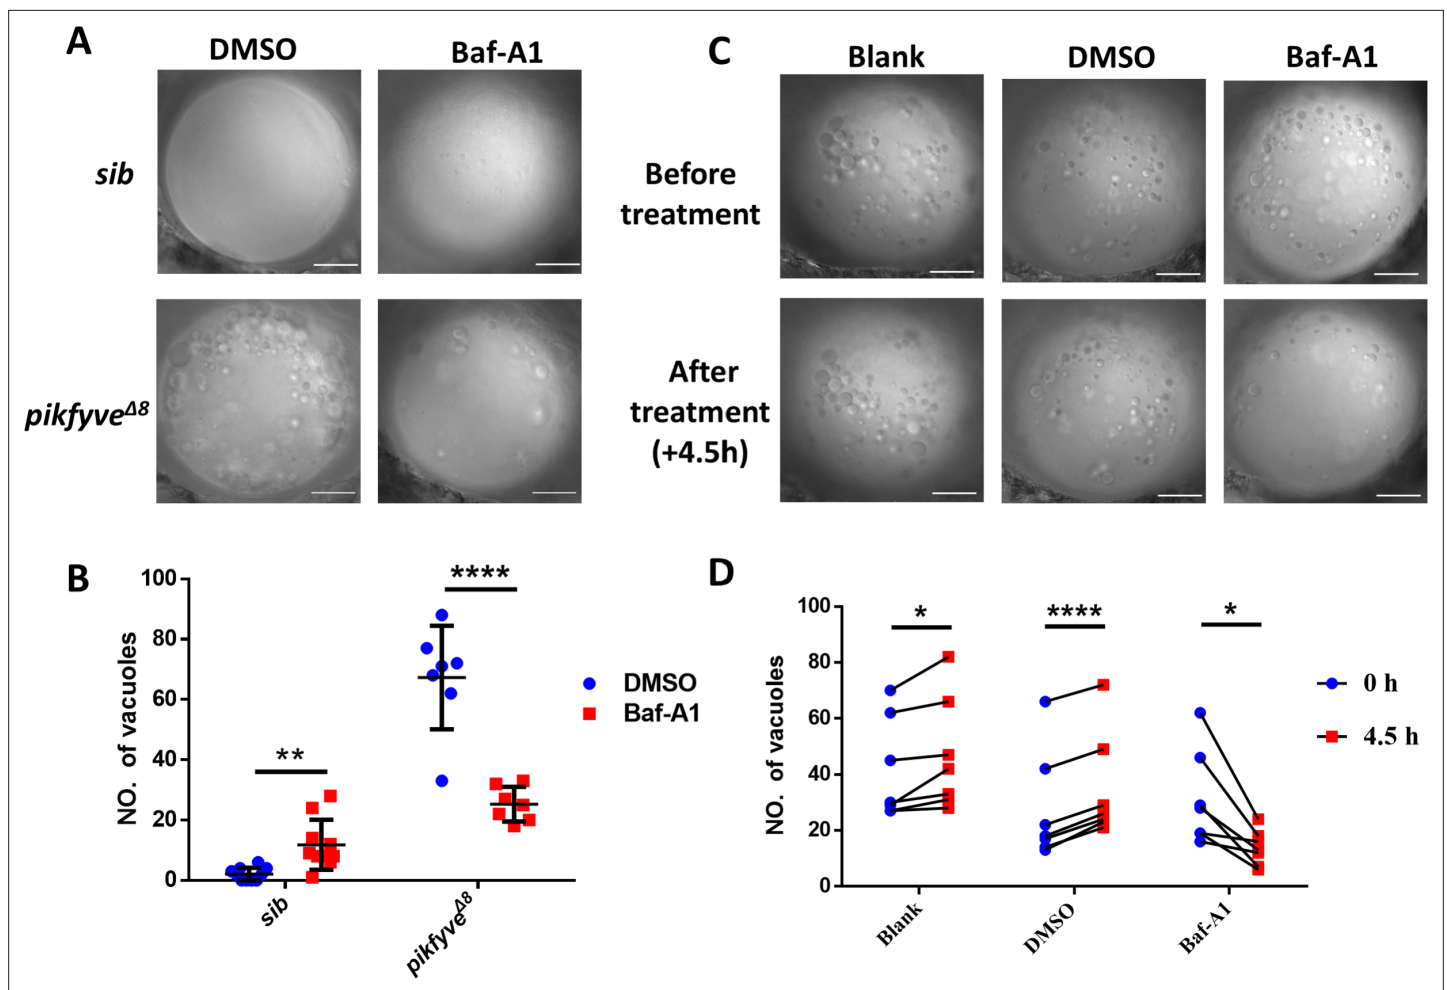 A
DMSO
Baf-A1
sib
pikfyveΔ8
C
Blank
DMSO
Baf-A1
Before
treatment
After
treatment
(+4.5h)
B
NO. of vacuoles
100
80
60
40
20
0
**
****
sib
pikfyveΔ8
DMSO
Baf-A1
D
NO. of vacuoles
100
80
60
40
20
0
*
****
*
Blank
DMSO
Baf-A1
0 h
4.5 h